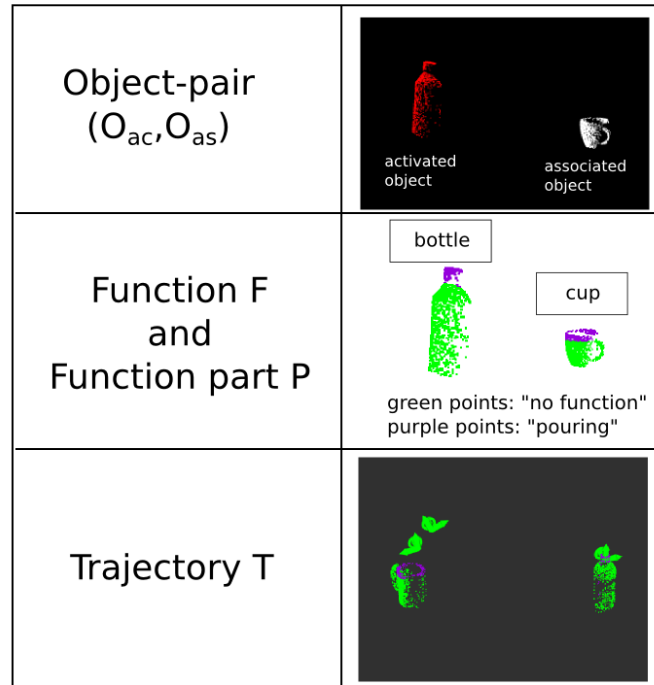 Object-pair
(Oac,Oas)
activated
object
associated
object
Function F
and
Function part P
bottle
cup
green points: "no function"
purple points: "pouring"
Trajectory T